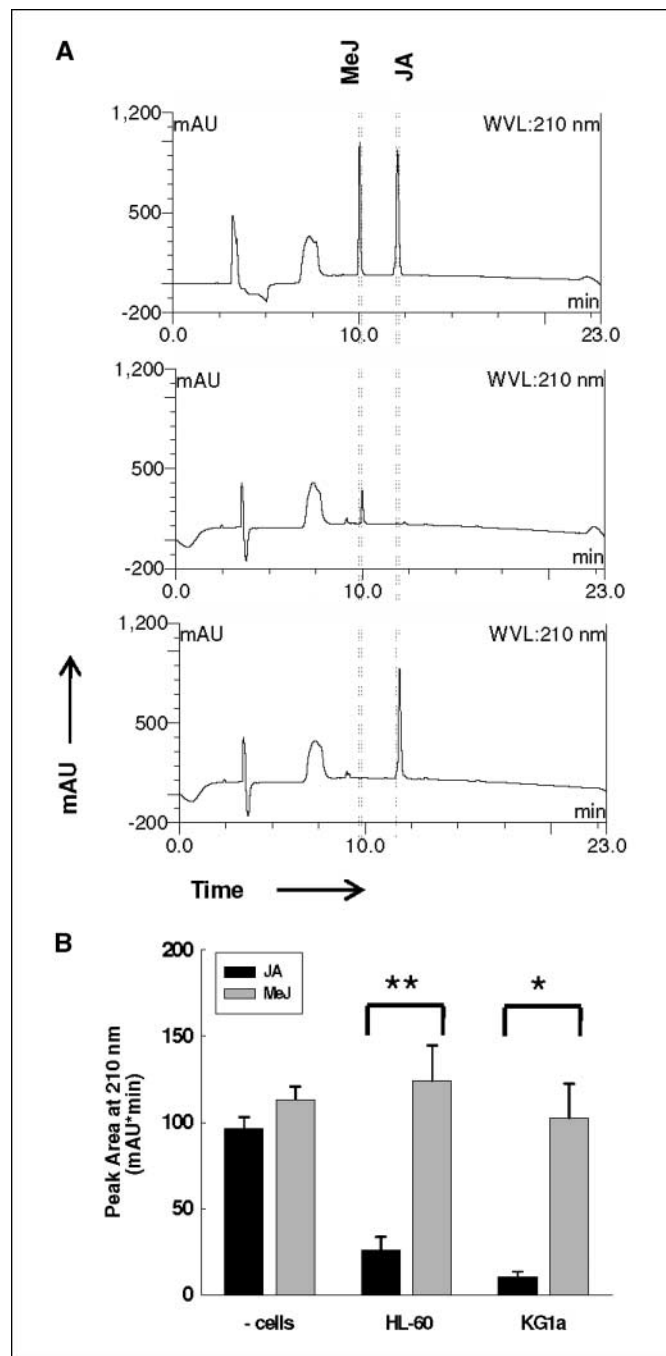 A
MeJ
JA
1,200
mAU
WVL:210 nm
500
-200
min
0.0
10.0
23.0
1,200
mAU
WVL:210 nm
500
-200
min
0.0
10.0
23.0
1,200
mAU
WVL:210 nm
500
-200
min
0.0
10.0
23.0
mAU
Time
B
200
150
100
50
0
Peak Area at 210 nm
(mAU*min)
JA
MeJ
**
*
- cells
HL-60
KG1a